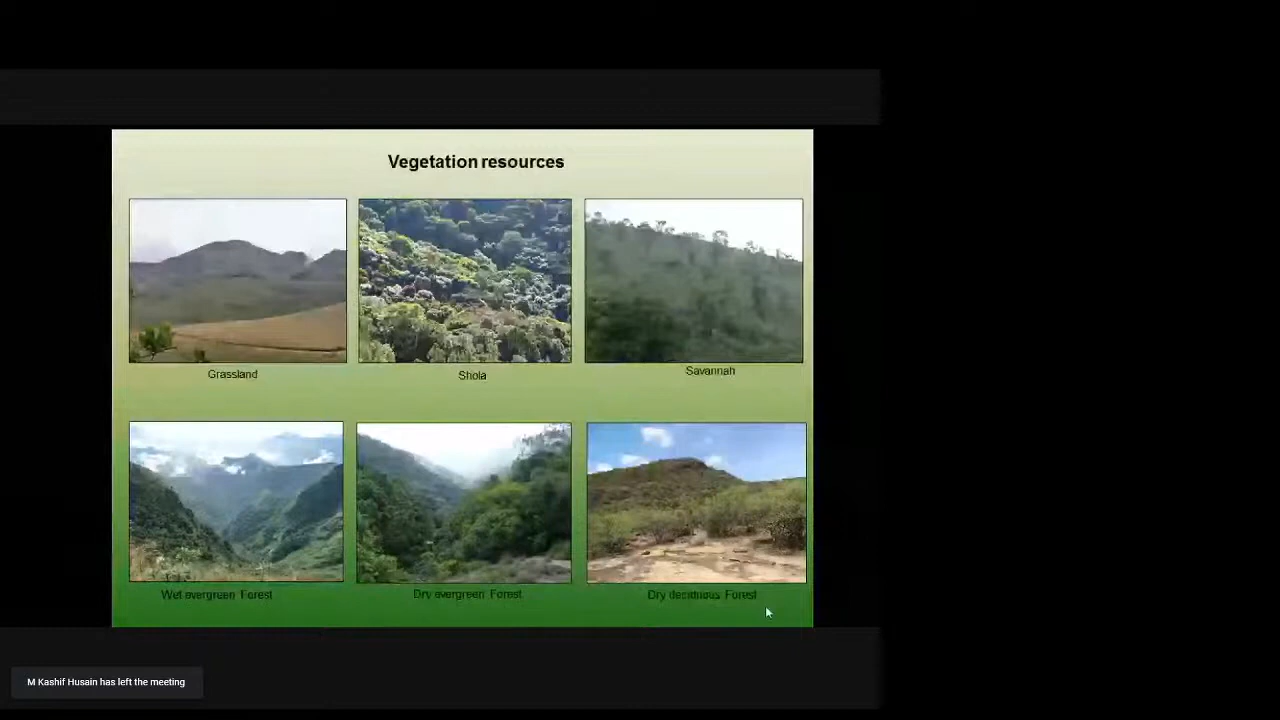 Vegetation resources
Grassland
Shola
Savannah
Wet evergreen Forest
Dry evergreen Forest
Dry deciduous Forest
M Kashif Husain has left the meeting